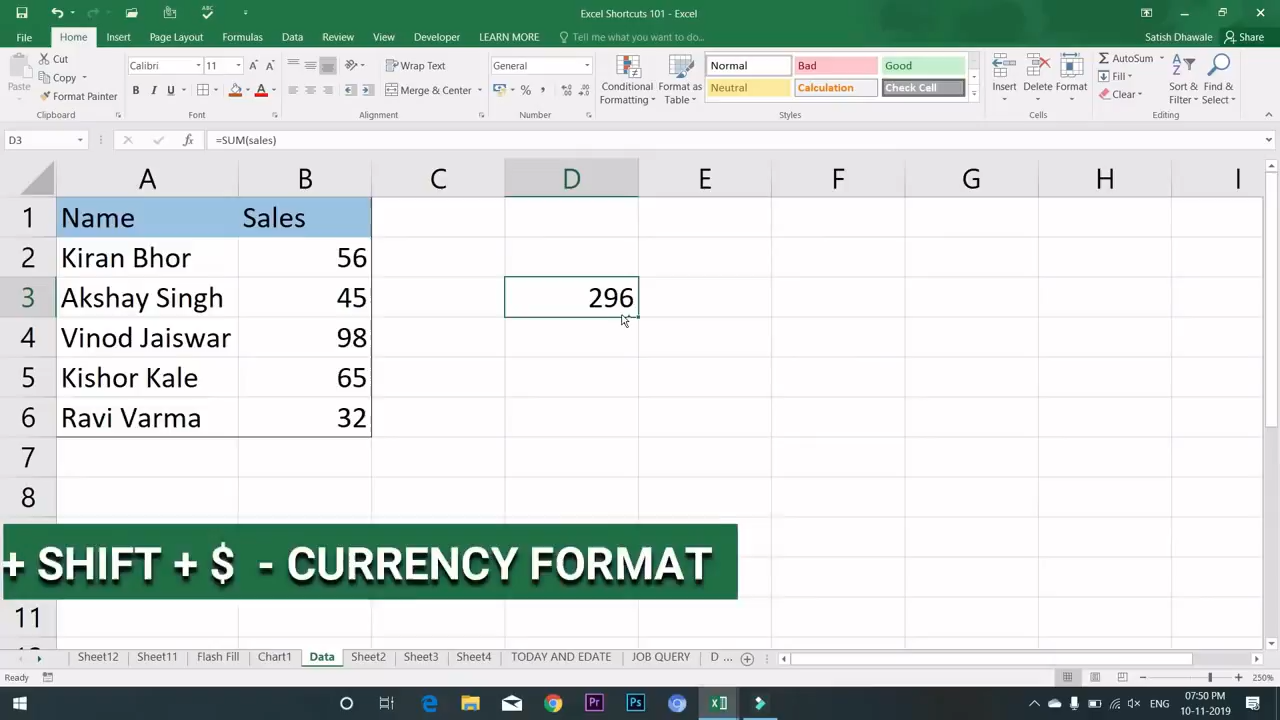 Excel Shortcuts 101 - Excel
File Home Insert Page Layout Formulas Data Review View Developer LEARN MORE Tell me what you want to do... Satish Dhawale Share
Paste
Cut
Copy
Format Painter
Clipboard
Calibri 11
B I U
Font
Wrap Text
Merge & Center
Alignment
General
%
Number
Conditional Formatting
Format as Table
Normal Bad Good
Neutral Calculation Check Cell
Styles
Insert Delete Format
Cells
AutoSum
Fill
Clear
Sort & Filter
Find & Select
Editing
D3 fx =SUM(sales)
A B C D E F G H I
1 Name Sales
2 Kiran Bhor 56
3 Akshay Singh 45 296
4 Vinod Jaiswar 98
5 Kishor Kale 65
6 Ravi Varma 32
7
8
+ SHIFT + $ - CURRENCY FORMAT
11
Sheet12 Sheet11 Flash Fill Chart1 Data Sheet2 Sheet3 Sheet4 TODAY AND EDATE JOB QUERY D ...
Ready 250%
Pr Ps ENG 07:50 PM
10-11-2019